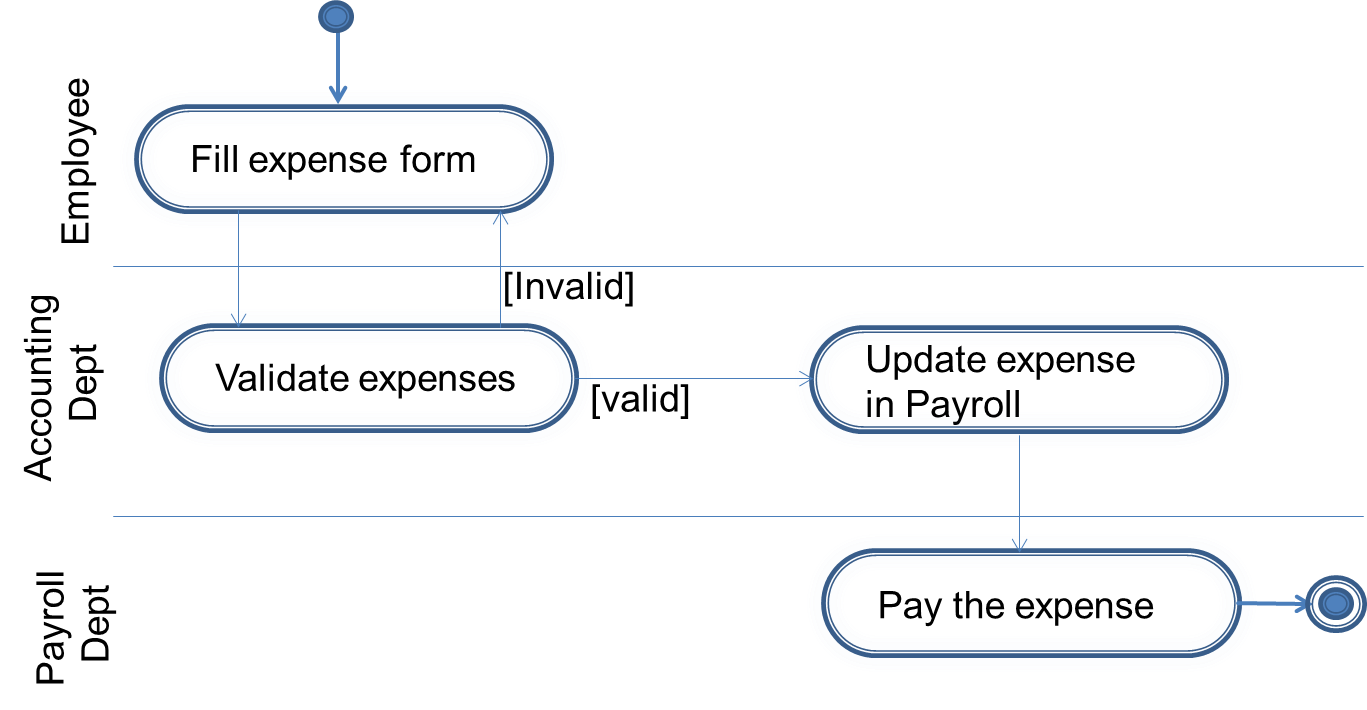 Employee
Fill expense form
[Invalid]
Accounting
Dept
Validate expenses
[valid]
Update expense
in Payroll
Payroll
Dept
Pay the expense